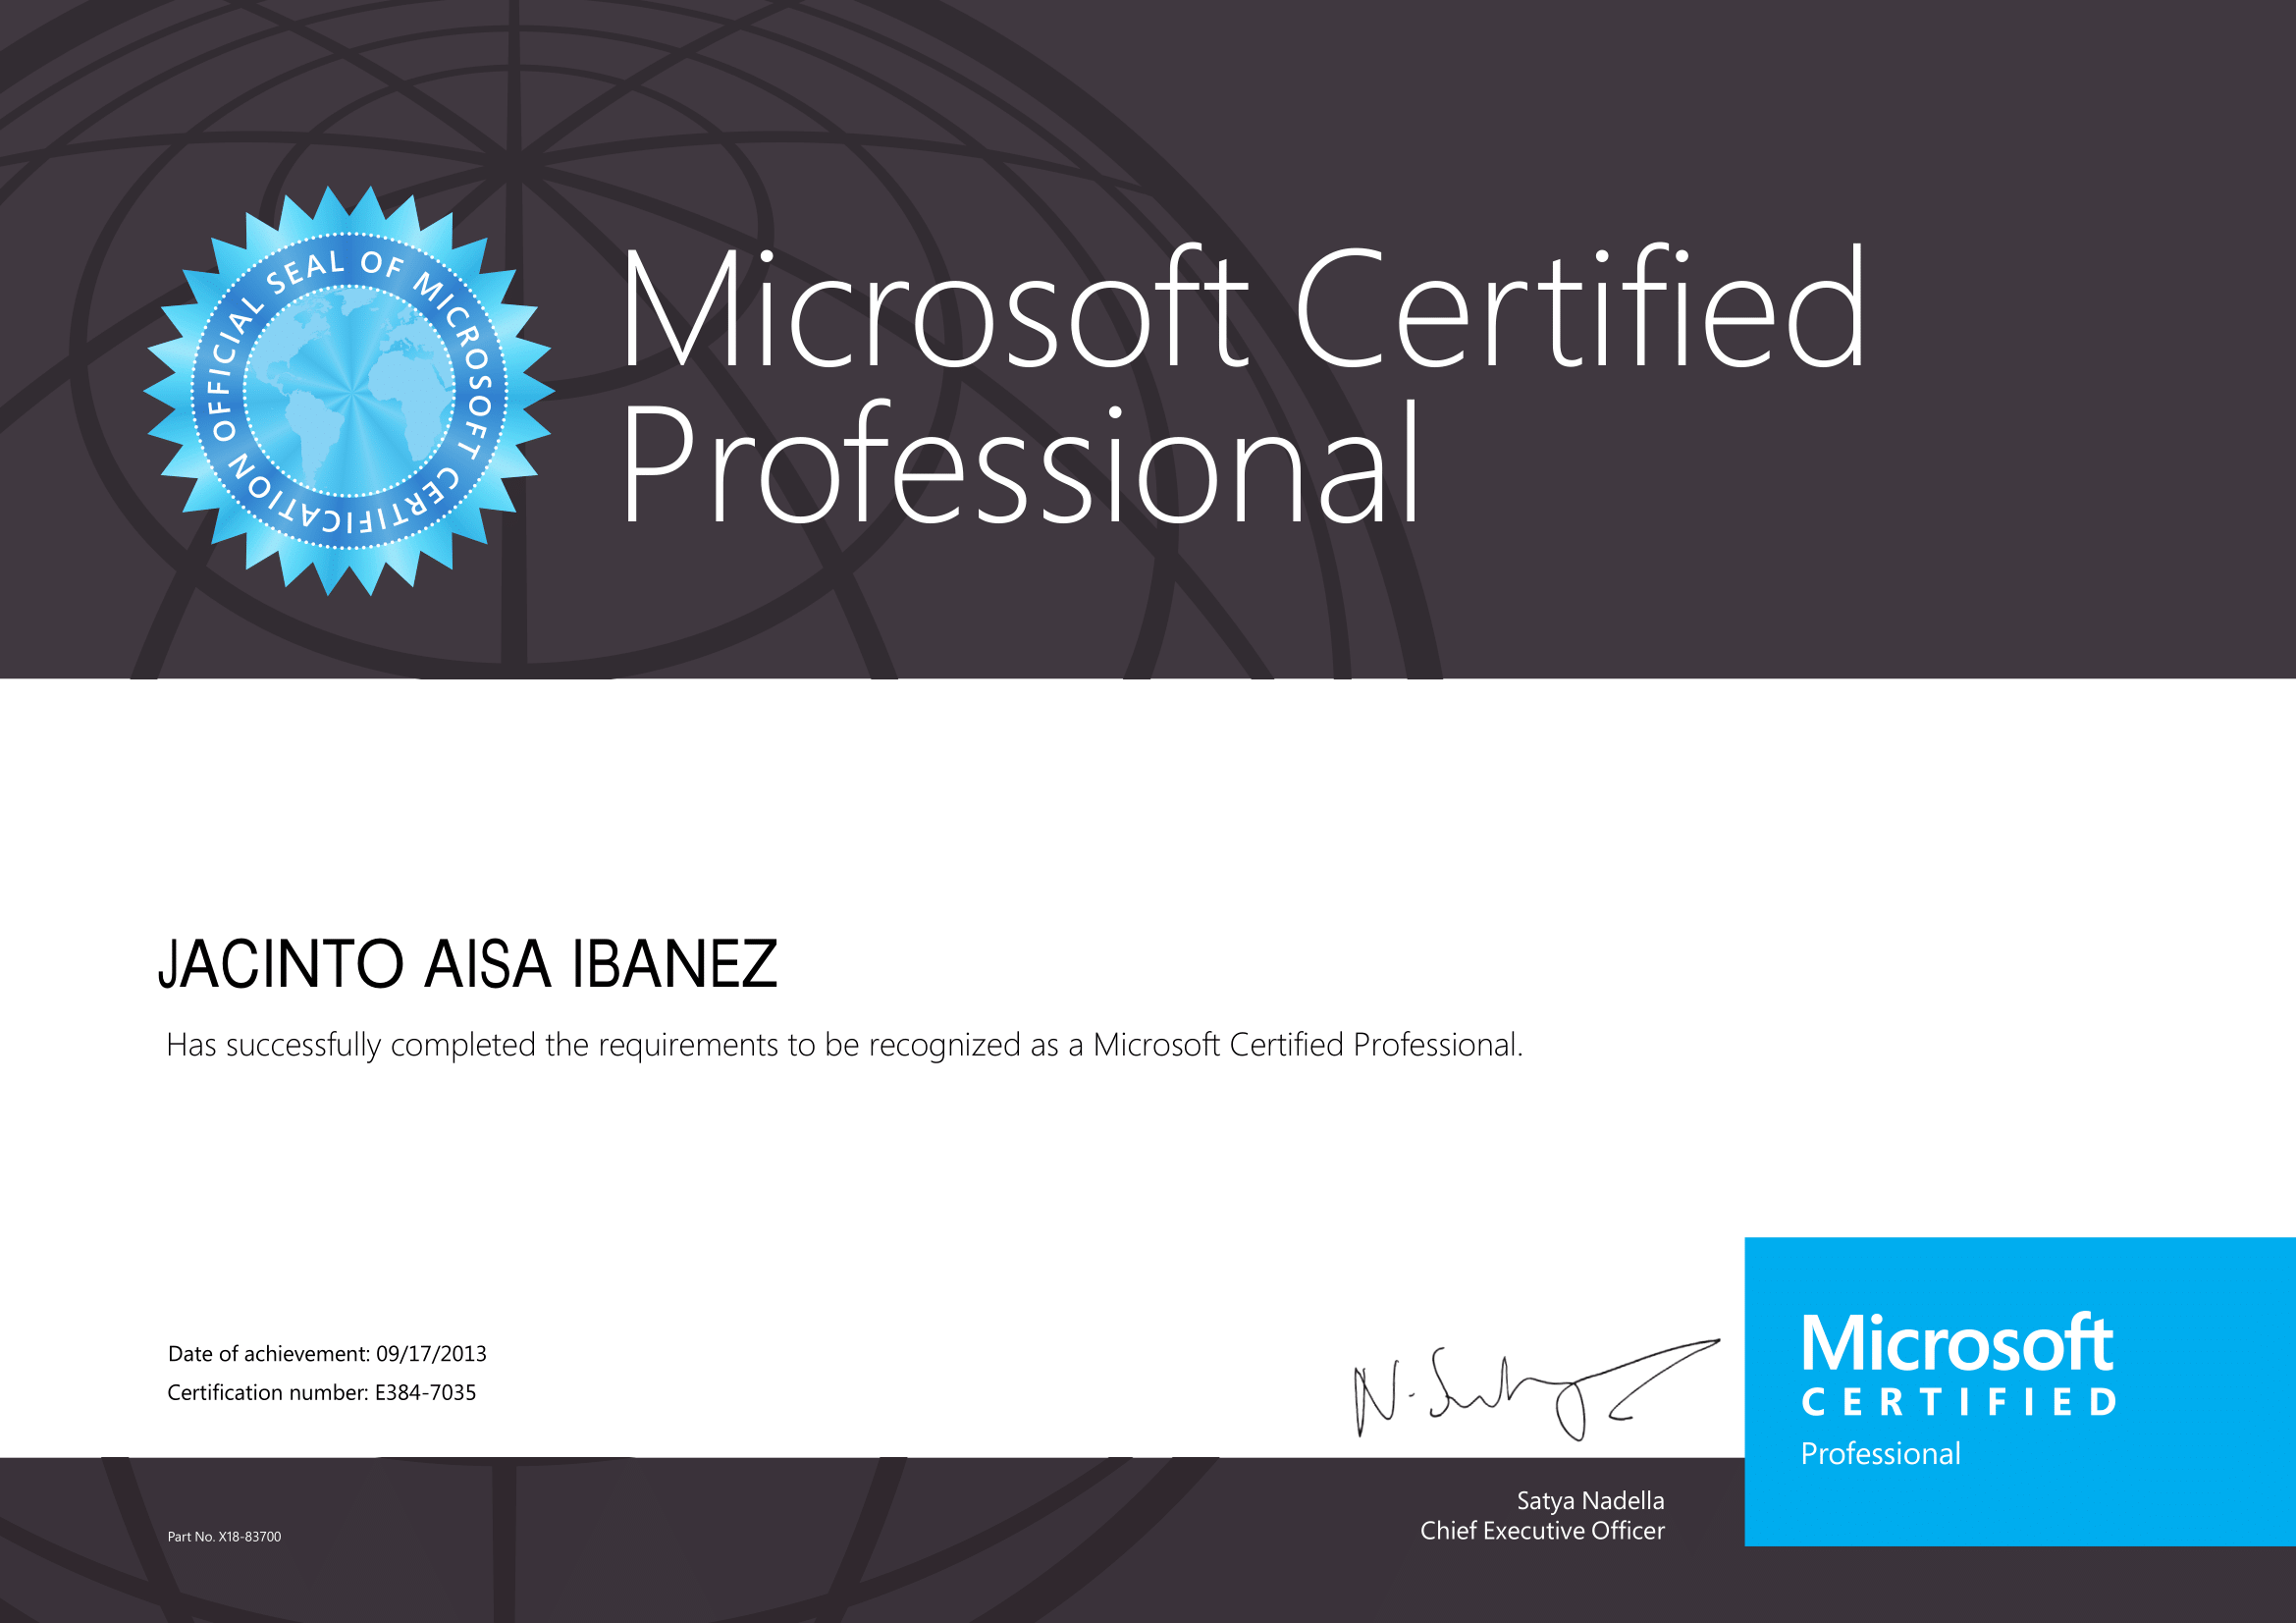 OFFICIAL SEAL OF MICROSOFT CERTIFICATION
Microsoft Certified
Professional
JACINTO AISA IBANEZ
Has successfully completed the requirements to be recognized as a Microsoft Certified Professional.
Date of achievement: 09/17/2013
Certification number: E384-7035
Microsoft
CERTIFIED
Professional
Satya Nadella
Chief Executive Officer
Part No. X18-83700